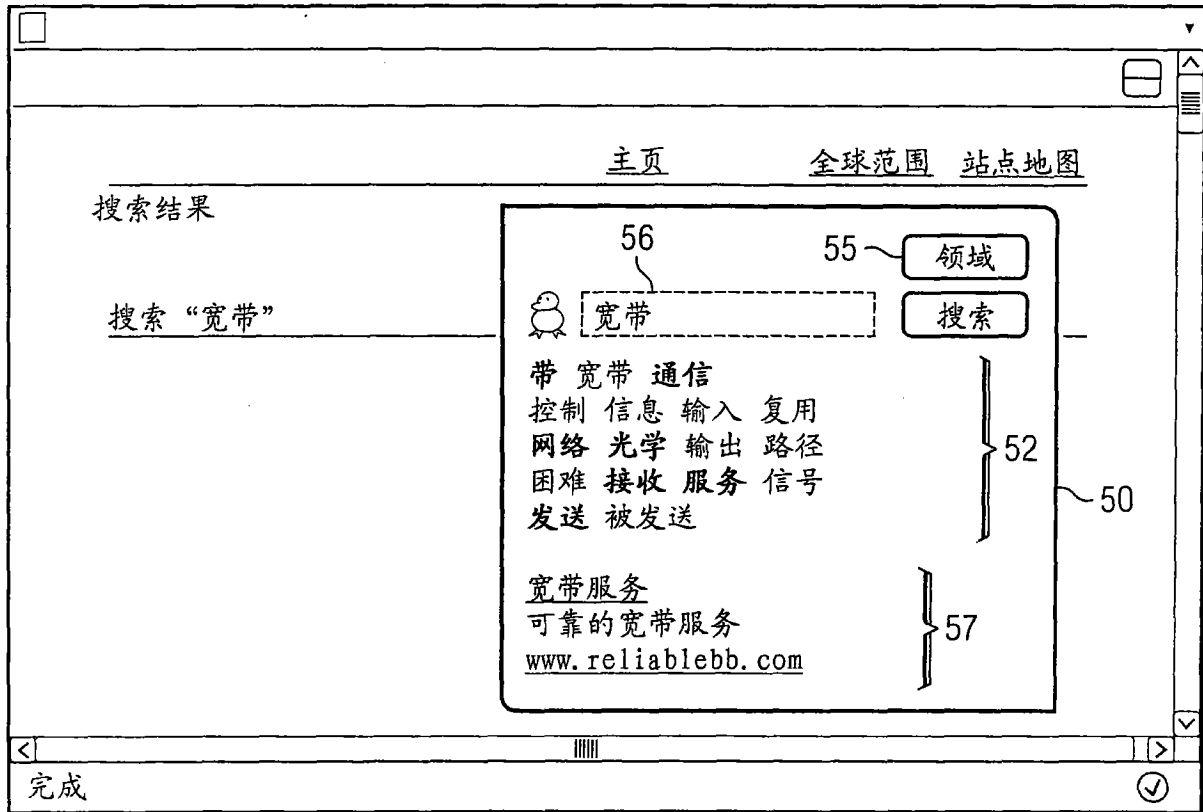 主页 全球范围 站点地图
搜索结果
56 55 领域
搜索“宽带” 宽带 搜索
带 宽带 通信
控制 信息 输入 复用
网络 光学 输出 路径 52
困难 接收 服务 信号 50
发送 被发送
宽带服务
可靠的宽带服务 57
www.reliablebb.com
完成